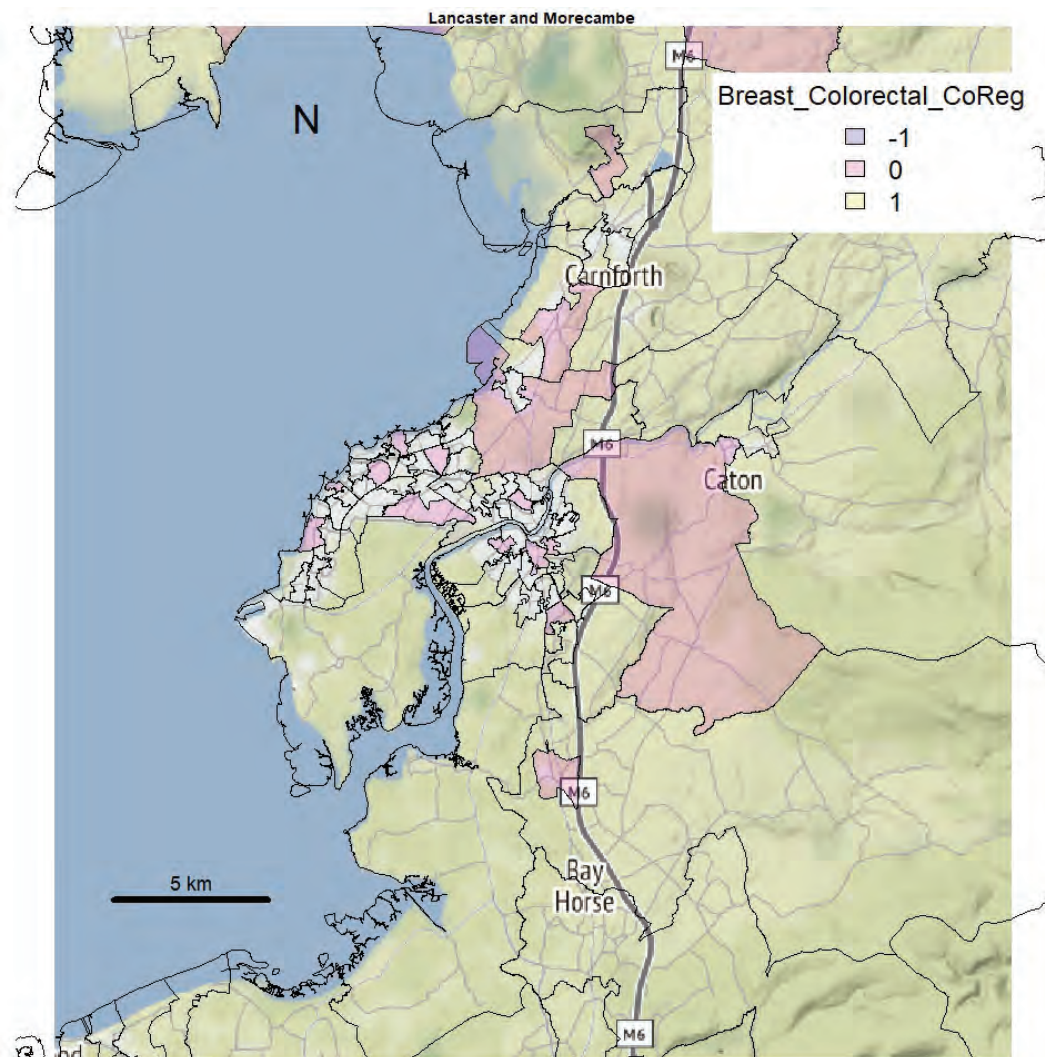 Lancaster and Morecambe
M6
Breast_Colorectal_CoReg
N
-1
0
1
Carnforth
M6
Caton
M6
M6
5 km
Bay
Horse
M6